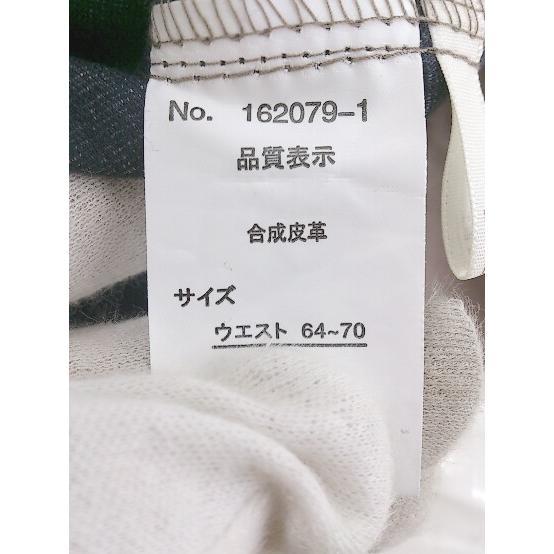 No. 162079-1
品質表示
合成皮革
サイズ
ウエスト 64~70